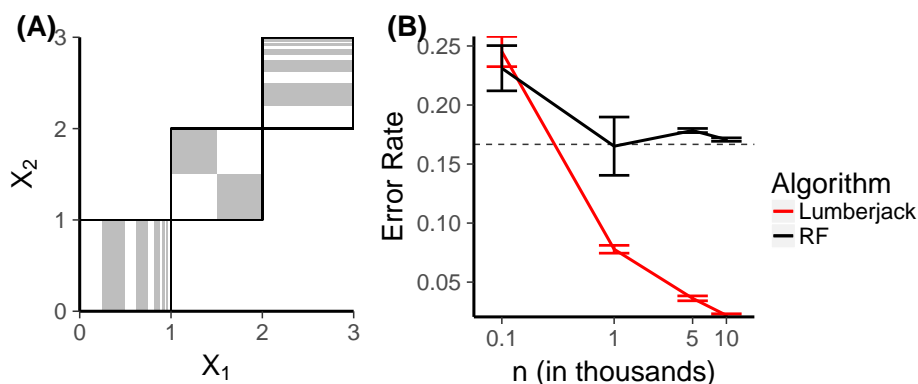 (A)
3
2
1
0
X₂
0 1 2 3
X₁
(B)
0.25
0.20
0.15
0.10
0.05
Error Rate
0.1 1 5 10
n (in thousands)
Algorithm
Lumberjack
RF